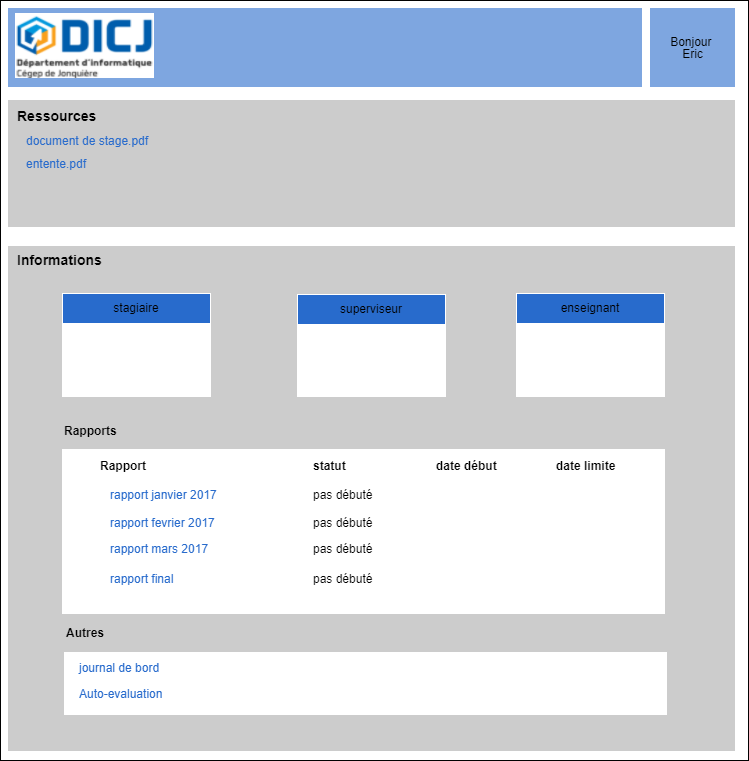 DICJ
Département d'informatique
Cégep de Jonquière
Bonjour
Eric
Ressources
document de stage.pdf
entente.pdf
Informations
stagiaire
superviseur
enseignant
Rapports
Rapport statut date début date limite
rapport janvier 2017 pas débuté
rapport fevrier 2017 pas débuté
rapport mars 2017 pas débuté
rapport final pas débuté
Autres
journal de bord
Auto-evaluation